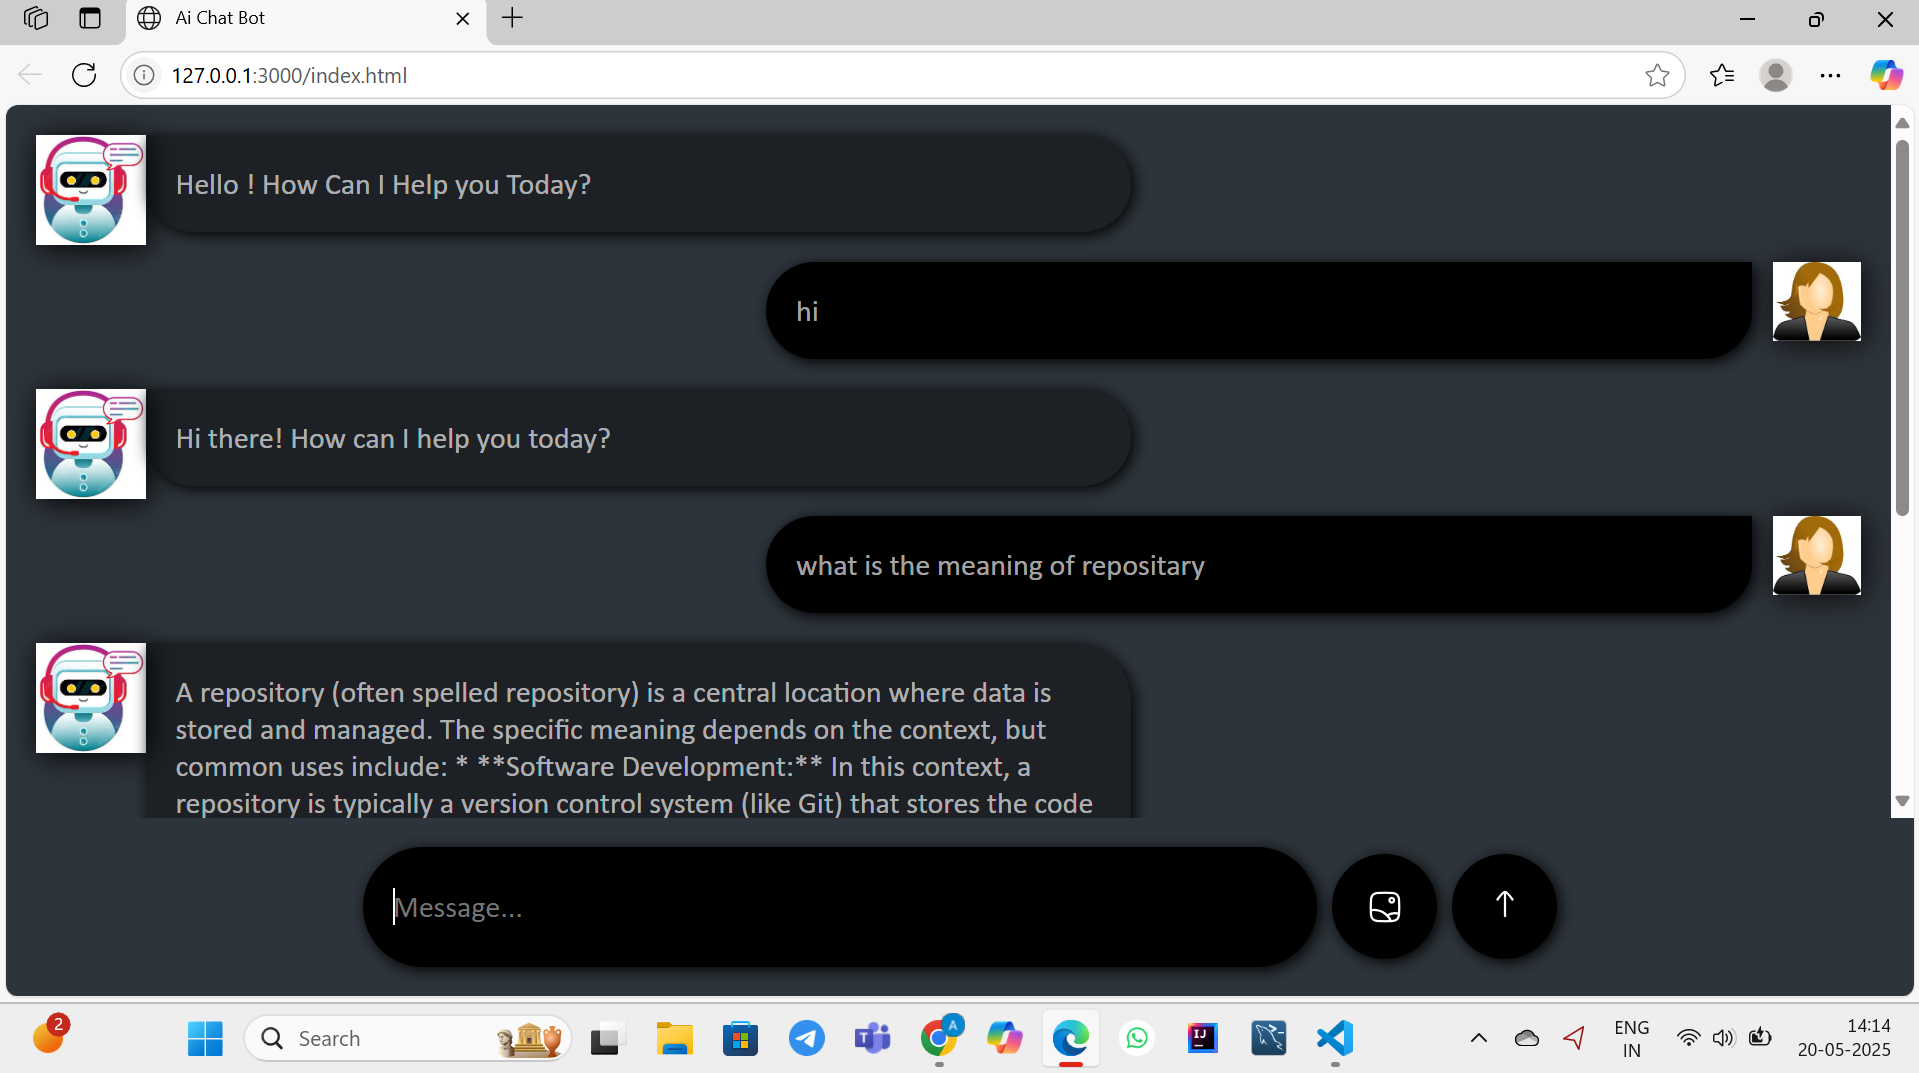 Ai Chat Bot
127.0.0.1:3000/index.html
Hello ! How Can I Help you Today?
hi
Hi there! How can I help you today?
what is the meaning of repositary
A repository (often spelled repository) is a central location where data is
stored and managed. The specific meaning depends on the context, but
common uses include: * **Software Development:** In this context, a
repository is typically a version control system (like Git) that stores the code
Message...
2
Search
T
A
IJ
ENG
IN
14:14
20-05-2025